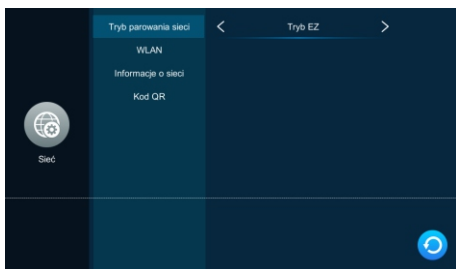 Tryb parowania sieci
Tryb EZ
WLAN
Informacje o sieci
Kod QR
Sieć